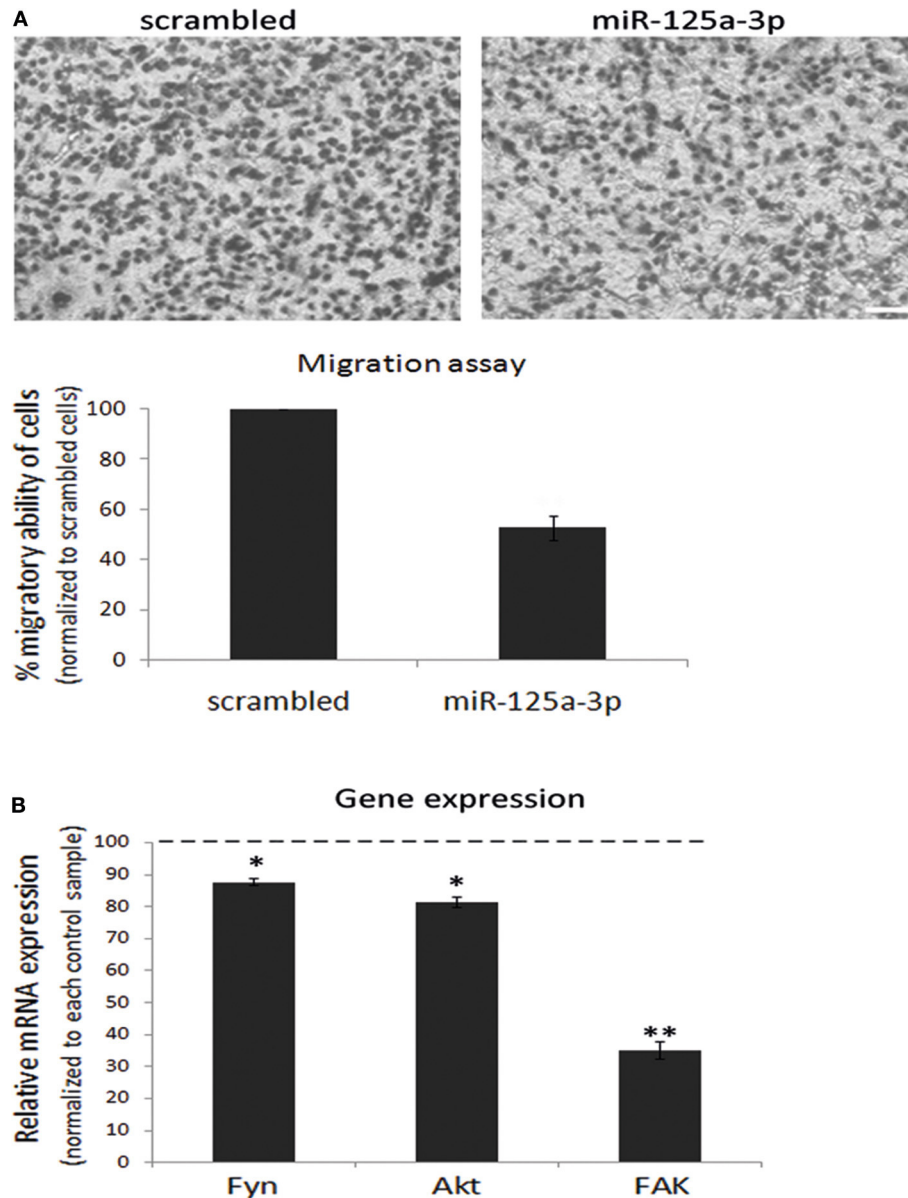 A
scrambled
miR-125a-3p
Migration assay
% migratory ability of cells
(normalized to scrambled cells)
100
80
60
40
20
0
scrambled
miR-125a-3p
B
Gene expression
Relative mRNA expression
(normalized to each control sample)
100
90
80
70
60
50
40
30
20
10
0
*
*
**
Fyn
Akt
FAK